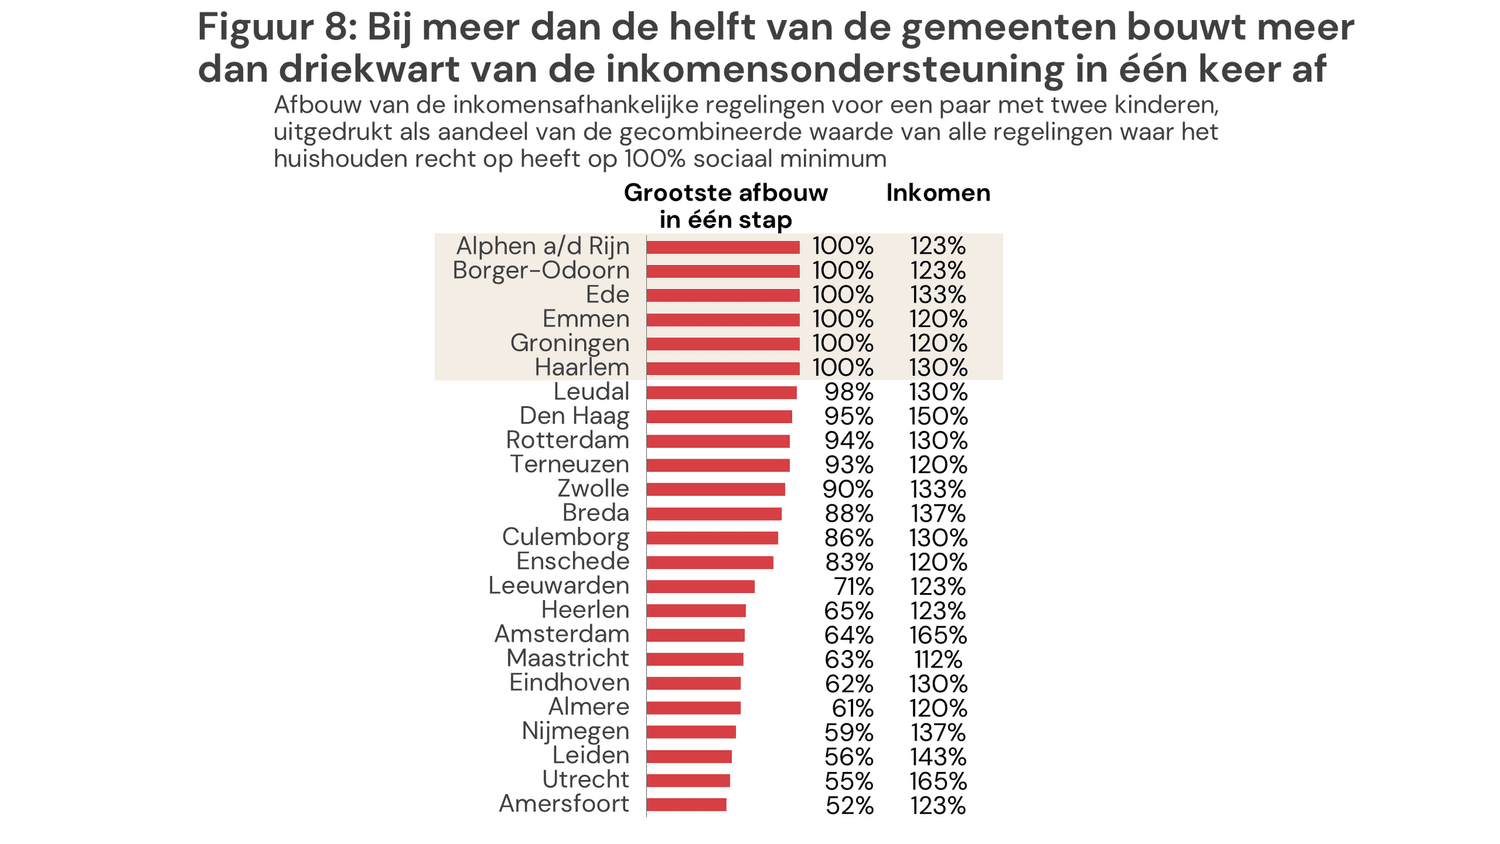 Figuur 8: Bij meer dan de helft van de gemeenten bouwt meer
dan driekwart van de inkomensondersteuning in één keer af
Afbouw van de inkomensafhankelijke regelingen voor een paar met twee kinderen,
uitgedrukt als aandeel van de gecombineerde waarde van alle regelingen waar het
huishouden recht op heeft op 100% sociaal minimum
Grootste afbouw Inkomen
in één stap
Alphen a/d Rijn 100% 123%
Borger-Odoorn 100% 123%
Ede 100% 133%
Emmen 100% 120%
Groningen 100% 120%
Haarlem 100% 130%
Leudal 98% 130%
Den Haag 95% 150%
Rotterdam 94% 130%
Terneuzen 93% 120%
Zwolle 90% 133%
Breda 88% 137%
Culemborg 86% 130%
Enschede 83% 120%
Leeuwarden 71% 123%
Heerlen 65% 123%
Amsterdam 64% 165%
Maastricht 63% 112%
Eindhoven 62% 130%
Almere 61% 120%
Nijmegen 59% 137%
Leiden 56% 143%
Utrecht 55% 165%
Amersfoort 52% 123%